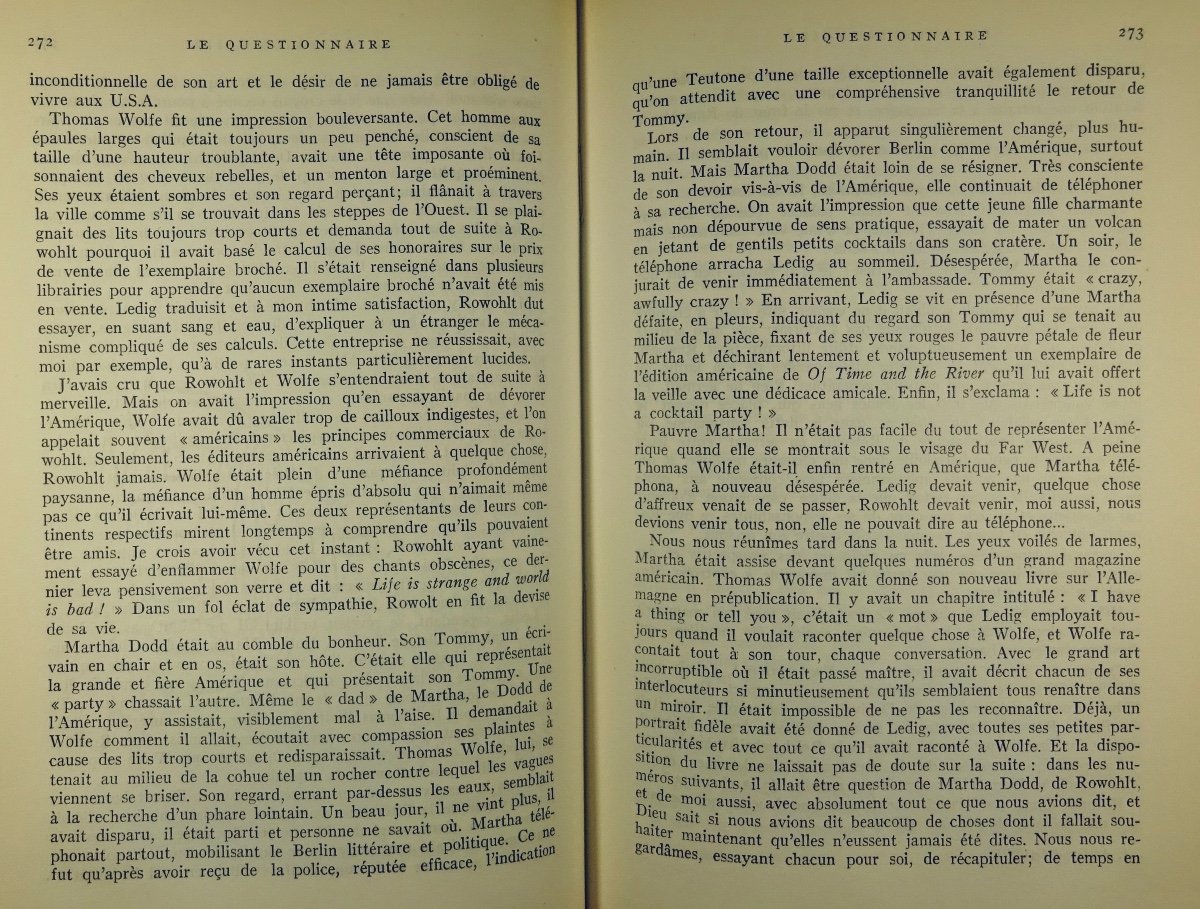 272
LE QUESTIONNAIRE
inconditionnelle de son art et le désir de ne jamais être obligé de
vivre aux U.S.A.
Thomas Wolfe fit une impression bouleversante. Cet homme aux
épaules larges qui était toujours un peu penché, conscient de sa
taille d'une hauteur troublante, avait une tête imposante où foi-
sonnaient des cheveux rebelles, et un menton large et proéminent.
Ses yeux étaient sombres et son regard perçant; il flânait à travers
la ville comme s'il se trouvait dans les steppes de l'Ouest. Il se plai-
gnait des lits toujours trop courts et demanda tout de suite à Ro-
wohlt pourquoi il avait basé le calcul de ses honoraires sur le prix
de vente de l'exemplaire broché. Il s'était renseigné dans plusieurs
librairies pour apprendre qu'aucun exemplaire broché n'avait été mis
en vente. Ledig traduisit et à mon intime satisfaction, Rowohlt dut
essayer, en suant sang et eau, d'expliquer à un étranger le méca-
nisme compliqué de ses calculs. Cette entreprise ne réussissait, avec
moi par exemple, qu'à de rares instants particulièrement lucides.
J'avais cru que Rowohlt et Wolfe s'entendraient tout de suite à
merveille. Mais on avait l'impression qu'en essayant de dévorer
l'Amérique, Wolfe avait dû avaler trop de cailloux indigestes, et l'on
appelait souvent « américains » les principes commerciaux de Ro-
wohlt. Seulement, les éditeurs américains arrivaient à quelque chose,
Rowohlt jamais. Wolfe était plein d'une méfiance profondément
paysanne, la méfiance d'un homme épris d'absolu qui n'aimait même
pas ce qu'il écrivait lui-même. Ces deux représentants de leurs con-
tinents respectifs mirent longtemps à comprendre qu'ils pouvaient
être amis. Je crois avoir vécu cet instant : Rowohlt ayant vaine-
ment essayé d'enflammer Wolfe pour des chants obscènes, ce der-
nier leva pensivement son verre et dit : « Life is strange and world
is bad ! » Dans un fol éclat de sympathie, Rowolt en fit la devise
de sa vie.
Martha Dodd était au comble du bonheur. Son Tommy, un écri-
vain en chair et en os, était son hôte. C'était elle qui représentait
la grande et fière Amérique et qui présentait son Tommy. Une
« party » chassait l'autre. Même le « dad » de Martha, le Dodd de
l'Amérique, y assistait, visiblement mal à l'aise. Il demandait à
Wolfe comment il allait, écoutait avec compassion ses plaintes à
cause des lits trop courts et redisparaissait. Thomas Wolfe, lui, se
tenait au milieu de la cohue tel un rocher contre lequel les vagues
viennent se briser. Son regard, errant par-dessus les eaux, semblait
à la recherche d'un phare lointain. Un beau jour, il ne vint plus, il
avait disparu, il était parti et personne ne savait où. Martha télé-
phonait partout, mobilisant le Berlin littéraire et politique. Ce ne
fut qu'après avoir reçu de la police, réputée efficace, l'indication
LE QUESTIONNAIRE
273
qu'une Teutone d'une taille exceptionnelle avait également disparu,
qu'on attendit avec une compréhensive tranquillité le retour de
Tommy.
Lors de son retour, il apparut singulièrement changé, plus hu-
main. Il semblait vouloir dévorer Berlin comme l'Amérique, surtout
la nuit. Mais Martha Dodd était loin de se résigner. Très consciente
de son devoir vis-à-vis de l'Amérique, elle continuait de téléphoner
à sa recherche. On avait l'impression que cette jeune fille charmante
mais non dépourvue de sens pratique, essayait de mater un volcan
en jetant de gentils petits cocktails dans son cratère. Un soir, le
téléphone arracha Ledig au sommeil. Désespérée, Martha le con-
jurait de venir immédiatement à l'ambassade. Tommy était « crazy,
awfully crazy ! » En arrivant, Ledig se vit en présence d'une Martha
défaite, en pleurs, indiquant du regard son Tommy qui se tenait au
milieu de la pièce, fixant de ses yeux rouges le pauvre pétale de fleur
Martha et déchirant lentement et voluptueusement un exemplaire de
l'édition américaine de Of Time and the River qu'il lui avait offert
la veille avec une dédicace amicale. Enfin, il s'exclama : « Life is not
a cocktail party ! »
Pauvre Martha! Il n'était pas facile du tout de représenter l'Amé-
rique quand elle se montrait sous le visage du Far West. A peine
Thomas Wolfe était-il enfin rentré en Amérique, que Martha télé-
phona, à nouveau désespérée. Ledig devait venir, quelque chose
d'affreux venait de se passer, Rowohlt devait venir, moi aussi, nous
devions venir tous, non, elle ne pouvait dire au téléphone...
Nous nous réunîmes tard dans la nuit. Les yeux voilés de larmes,
Martha était assise devant quelques numéros d'un grand magazine
américain. Thomas Wolfe avait donné son nouveau livre sur l'Alle-
magne en prépublication. Il y avait un chapitre intitulé : « I have
a thing or tell you », c'était un « mot » que Ledig employait tou-
jours quand il voulait raconter quelque chose à Wolfe, et Wolfe ra-
contait tout à son tour, chaque conversation. Avec le grand art
incorruptible où il était passé maître, il avait décrit chacun de ses
interlocuteurs si minutieusement qu'ils semblaient tous renaître dans
un miroir. Il était impossible de ne pas les reconnaître. Déjà, un
portrait fidèle avait été donné de Ledig, avec toutes ses petites par-
ticularités et avec tout ce qu'il avait raconté à Wolfe. Et la dispo-
sition du livre ne laissait pas de doute sur la suite : dans les nu-
méros suivants, il allait être question de Martha Dodd, de Rowohlt,
et de moi aussi, avec absolument tout ce que nous avions dit, et
Dieu sait si nous avions dit beaucoup de choses dont il fallait sou-
haiter maintenant qu'elles n'eussent jamais été dites. Nous nous re-
gardâmes, essayant chacun pour soi, de récapituler; de temps en